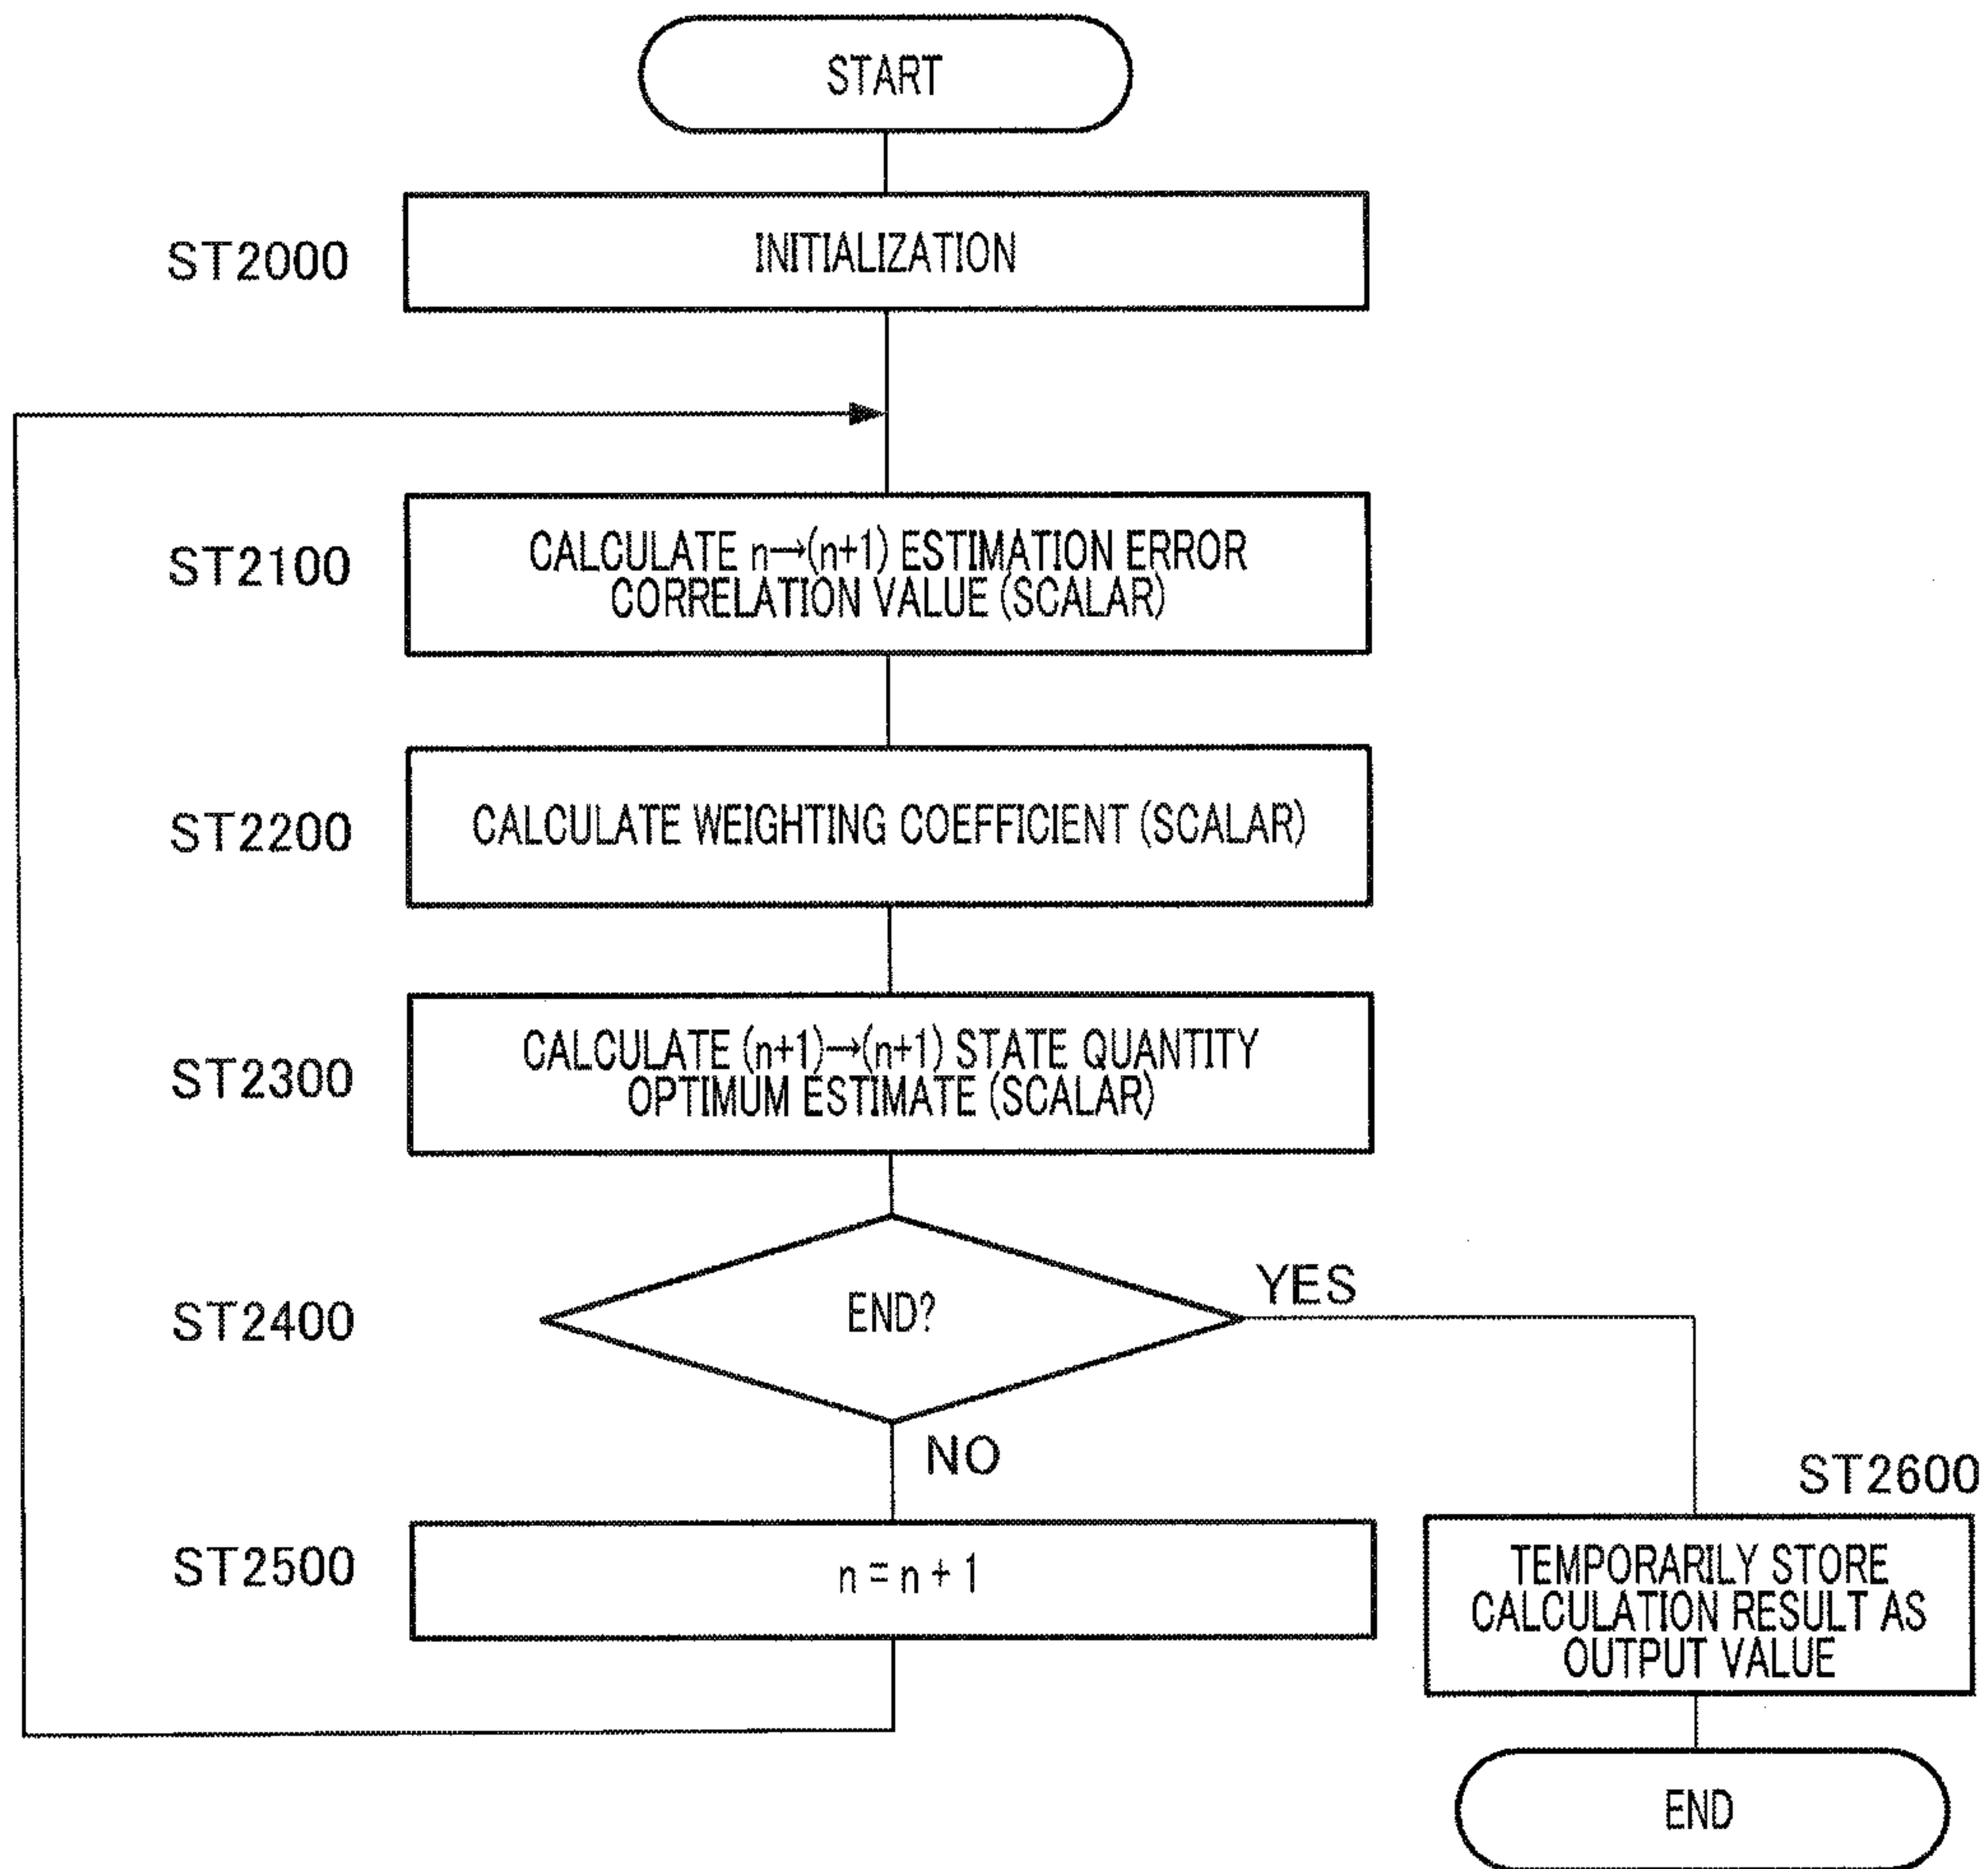 START
ST2000
INITIALIZATION
ST2100
CALCULATE n→(n+1) ESTIMATION ERROR
CORRELATION VALUE (SCALAR)
ST2200
CALCULATE WEIGHTING COEFFICIENT (SCALAR)
ST2300
CALCULATE (n+1)→(n+1) STATE QUANTITY
OPTIMUM ESTIMATE (SCALAR)
ST2400
END?
YES
NO
ST2500
n = n + 1
ST2600
TEMPORARILY STORE
CALCULATION RESULT AS
OUTPUT VALUE
END